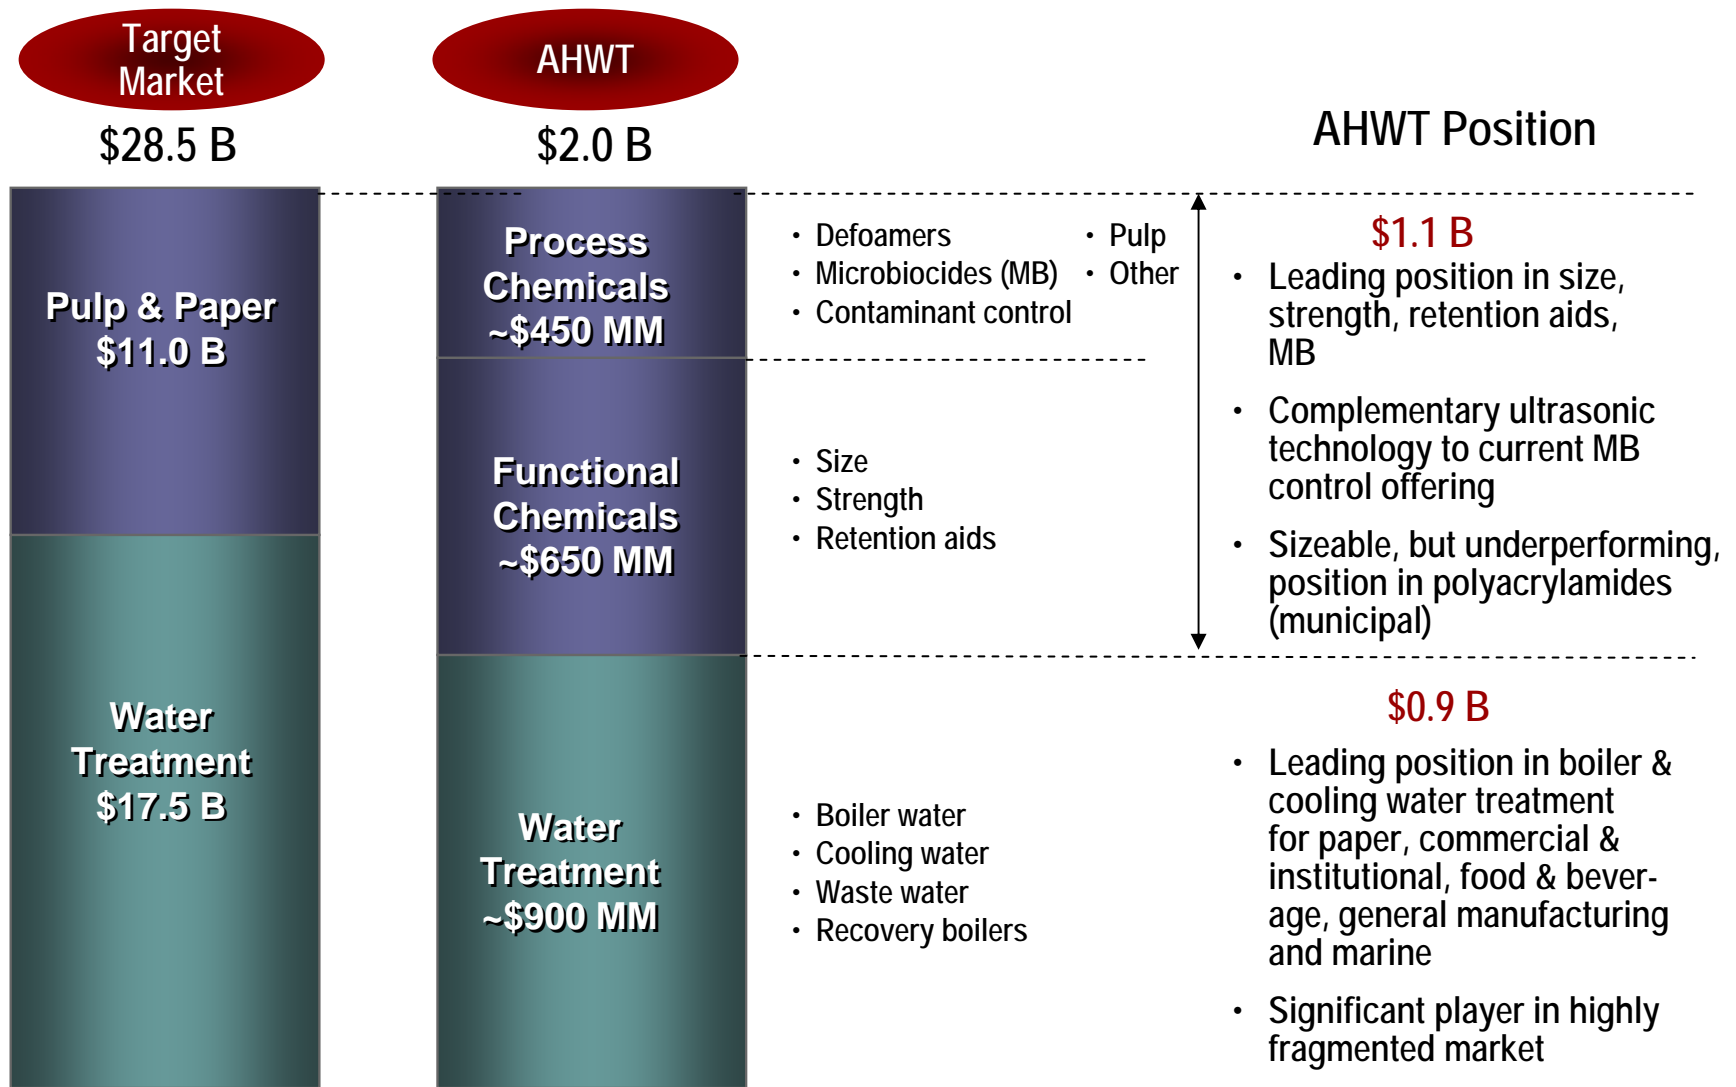 Target
Market
$28.5 B
Pulp & Paper
$11.0 B
Water
Treatment
$17.5 B
AHWT
$2.0 B
Process
Chemicals
~$450 MM
Functional
Chemicals
~$650 MM
Water
Treatment
~$900 MM
• Defoamers
• Microbiocides (MB)
• Contaminant control
• Pulp
• Other
• Size
• Strength
• Retention aids
• Boiler water
• Cooling water
• Waste water
• Recovery boilers
AHWT Position
$1.1 B
• Leading position in size,
strength, retention aids,
MB
• Complementary ultrasonic
technology to current MB
control offering
• Sizeable, but underperforming,
position in polyacrylamides
(municipal)
$0.9 B
• Leading position in boiler &
cooling water treatment
for paper, commercial &
institutional, food & bever-
age, general manufacturing
and marine
• Significant player in highly
fragmented market